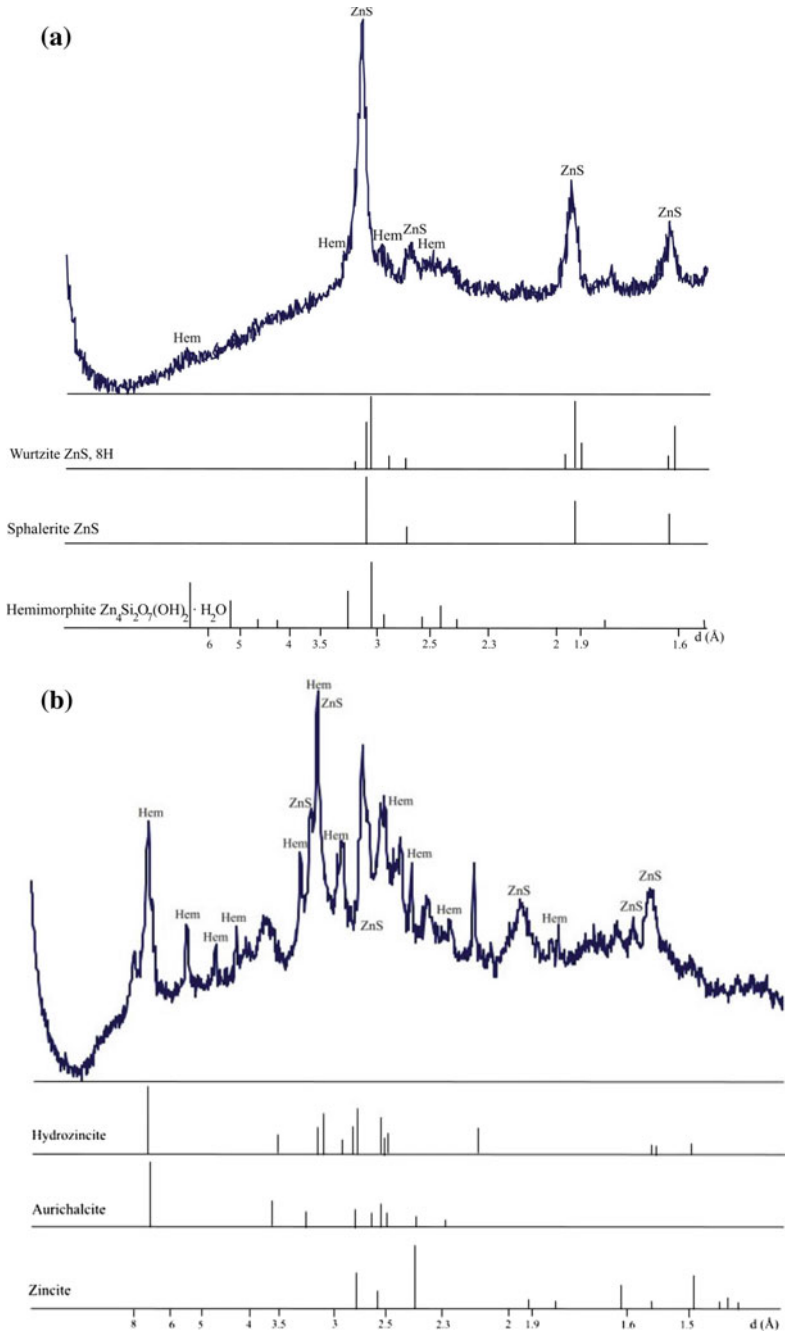 (a)
ZnS
ZnS
ZnS
Hem
Hem
ZnS
Hem
Hem
Wurtzite ZnS, 8H
Sphalerite ZnS
Hemimorphite Zn₄Si₂O₇(OH)₂ · H₂O
6 5 4 3.5 3 2.5 2.3 2 1.9 1.6 d (Å)
(b)
Hem
ZnS
Hem
ZnS
Hem
Hem
Hem
Hem
Hem
Hem
Hem
ZnS
Hem
ZnS
Hem
ZnS
ZnS
Hydrozincite
Aurichalcite
Zincite
8 6 5 4 3.5 3 2.5 2.3 2 1.9 1.6 1.5 d (Å)